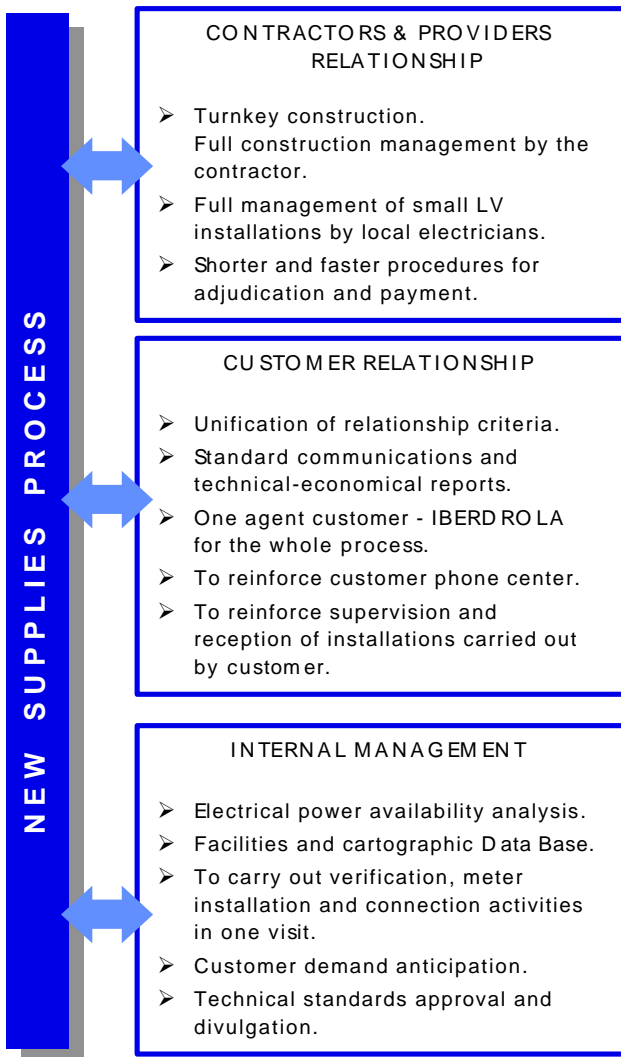 NEW SUPPLIES PROCESS
CONTRACTORS & PROVIDERS
RELATIONSHIP
➢ Turnkey construction.
Full construction management by the
contractor.
➢ Full management of small LV
installations by local electricians.
➢ Shorter and faster procedures for
adjudication and payment.
CUSTOMER RELATIONSHIP
➢ Unification of relationship criteria.
➢ Standard communications and
technical-economical reports.
➢ One agent customer - IBERDROLA
for the whole process.
➢ To reinforce customer phone center.
➢ To reinforce supervision and
reception of installations carried out
by customer.
INTERNAL MANAGEMENT
➢ Electrical power availability analysis.
➢ Facilities and cartographic Data Base.
➢ To carry out verification, meter
installation and connection activities
in one visit.
➢ Customer demand anticipation.
➢ Technical standards approval and
divulgation.